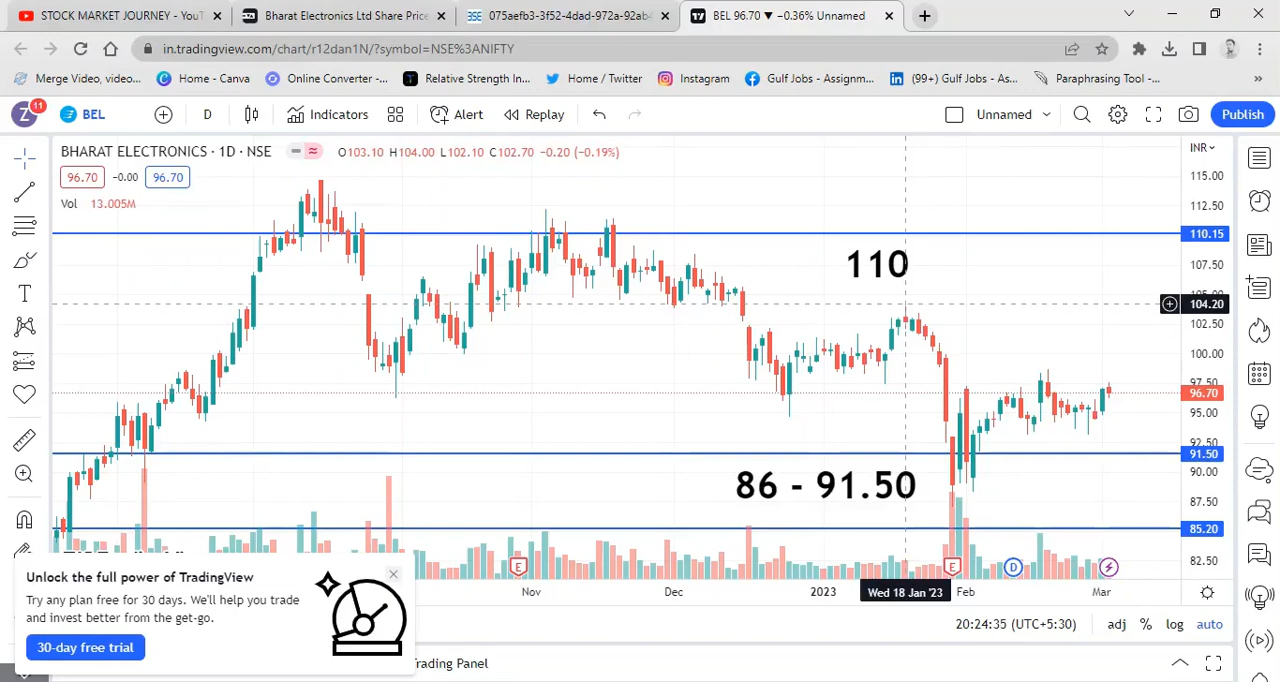 STOCK MARKET JOURNEY - YouT
Bharat Electronics Ltd Share Price
075aefb3-3f52-4dad-972a-92ab4
BEL 96.70 ▼ −0.36% Unnamed
in.tradingview.com/chart/r12dan1N/?symbol=NSE%3ANIFTY
Merge Video, video...
Home - Canva
Online Converter -...
Relative Strength In...
Home / Twitter
Instagram
Gulf Jobs - Assignm...
(99+) Gulf Jobs - As...
Paraphrasing Tool -...
»
Z 11
BEL
D
Indicators
Alert
Replay
Unnamed
Publish
BHARAT ELECTRONICS · 1D · NSE
O103.10 H104.00 L102.10 C102.70 −0.20 (−0.19%)
INR
96.70 -0.00 96.70
Vol 13.005M
115.00
112.50
110.15
107.50
110
104.20
102.50
100.00
97.50
96.70
95.00
92.50
91.50
90.00
86 - 91.50
87.50
85.20
82.50
E
E
D
Nov
Dec
2023
Wed 18 Jan '23
Feb
Mar
Unlock the full power of TradingView
Try any plan free for 30 days. We'll help you trade
and invest better from the get-go.
30-day free trial
20:24:35 (UTC+5:30)
adj
%
log
auto
rading Panel